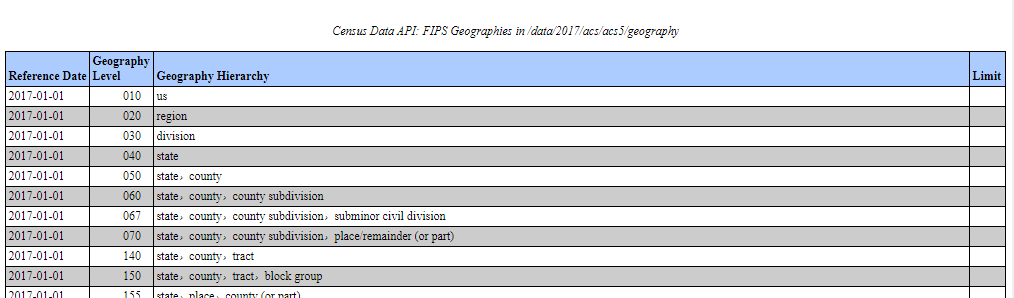 Census Data API: FIPS Geographies in /data/2017/acs/acs5/geography
Reference Date Geography Level Geography Hierarchy Limit
2017-01-01 010 us
2017-01-01 020 region
2017-01-01 030 division
2017-01-01 040 state
2017-01-01 050 state› county
2017-01-01 060 state› county› county subdivision
2017-01-01 067 state› county› county subdivision› subminor civil division
2017-01-01 070 state› county› county subdivision› place/remainder (or part)
2017-01-01 140 state› county› tract
2017-01-01 150 state› county› tract› block group
2017-01-01 155 state› place› county (or part)